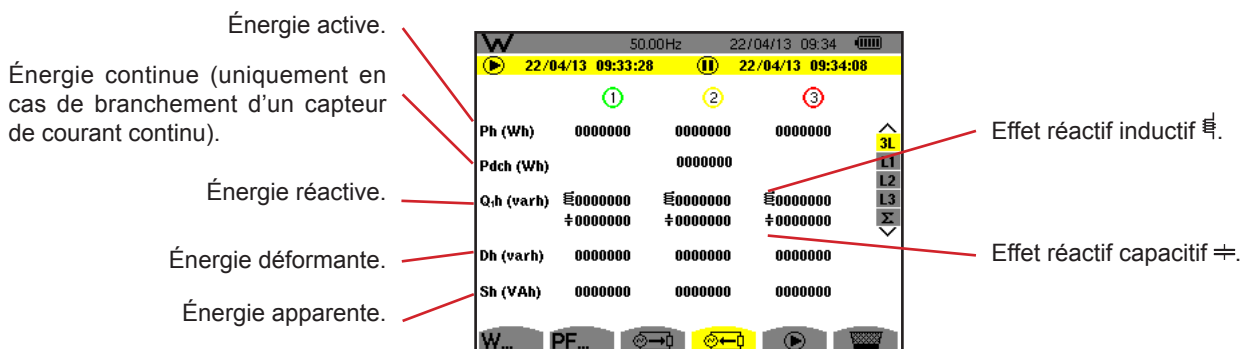 Énergie active.
Énergie continue (uniquement en
cas de branchement d'un capteur
de courant continu).
Énergie réactive.
Énergie déformante.
Énergie apparente.
W 50.00Hz 22/04/13 09:34
22/04/13 09:33:28 22/04/13 09:34:08
1 2 3
Ph (Wh) 0000000 0000000 0000000
Pdch (Wh) 0000000
Q₁h (varh) 0000000 0000000 0000000
0000000 0000000 0000000
Dh (varh) 0000000 0000000 0000000
Sh (VAh) 0000000 0000000 0000000
3L
L1
L2
L3
Σ
W... PF...
Effet réactif inductif .
Effet réactif capacitif .